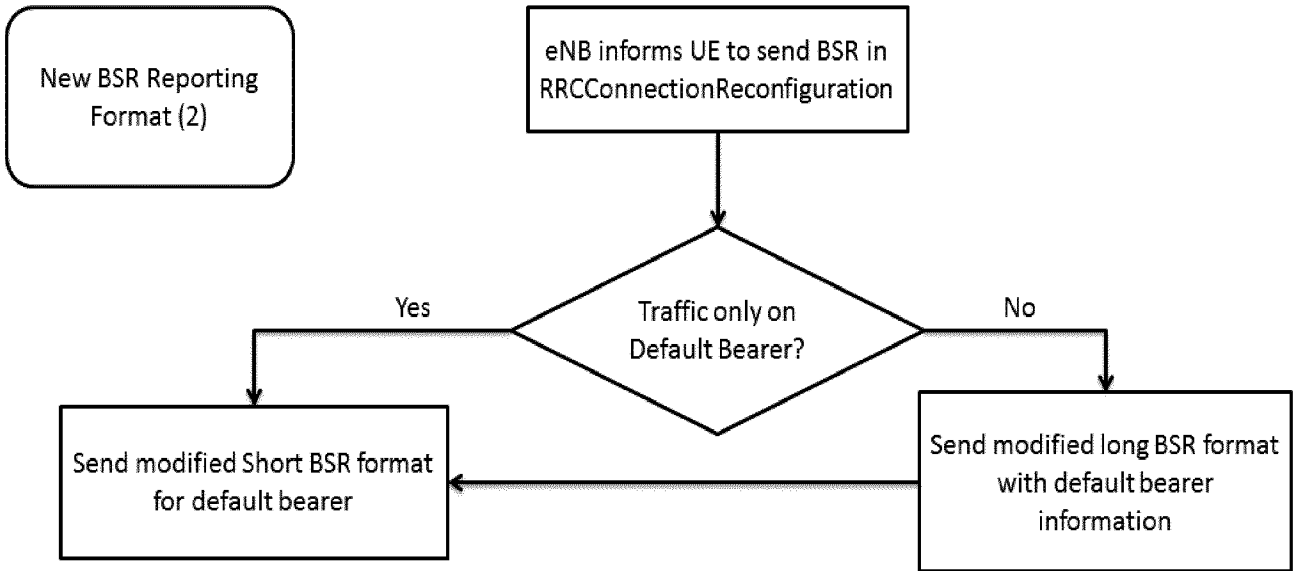 New BSR Reporting
Format (2)
eNB informs UE to send BSR in
RRCConnectionReconfiguration
Traffic only on
Default Bearer?
Yes
No
Send modified Short BSR format
for default bearer
Send modified long BSR format
with default bearer
information